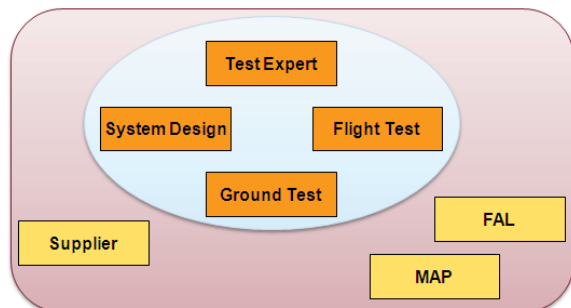 Test Expert
System Design
Flight Test
Ground Test
Supplier
FAL
MAP